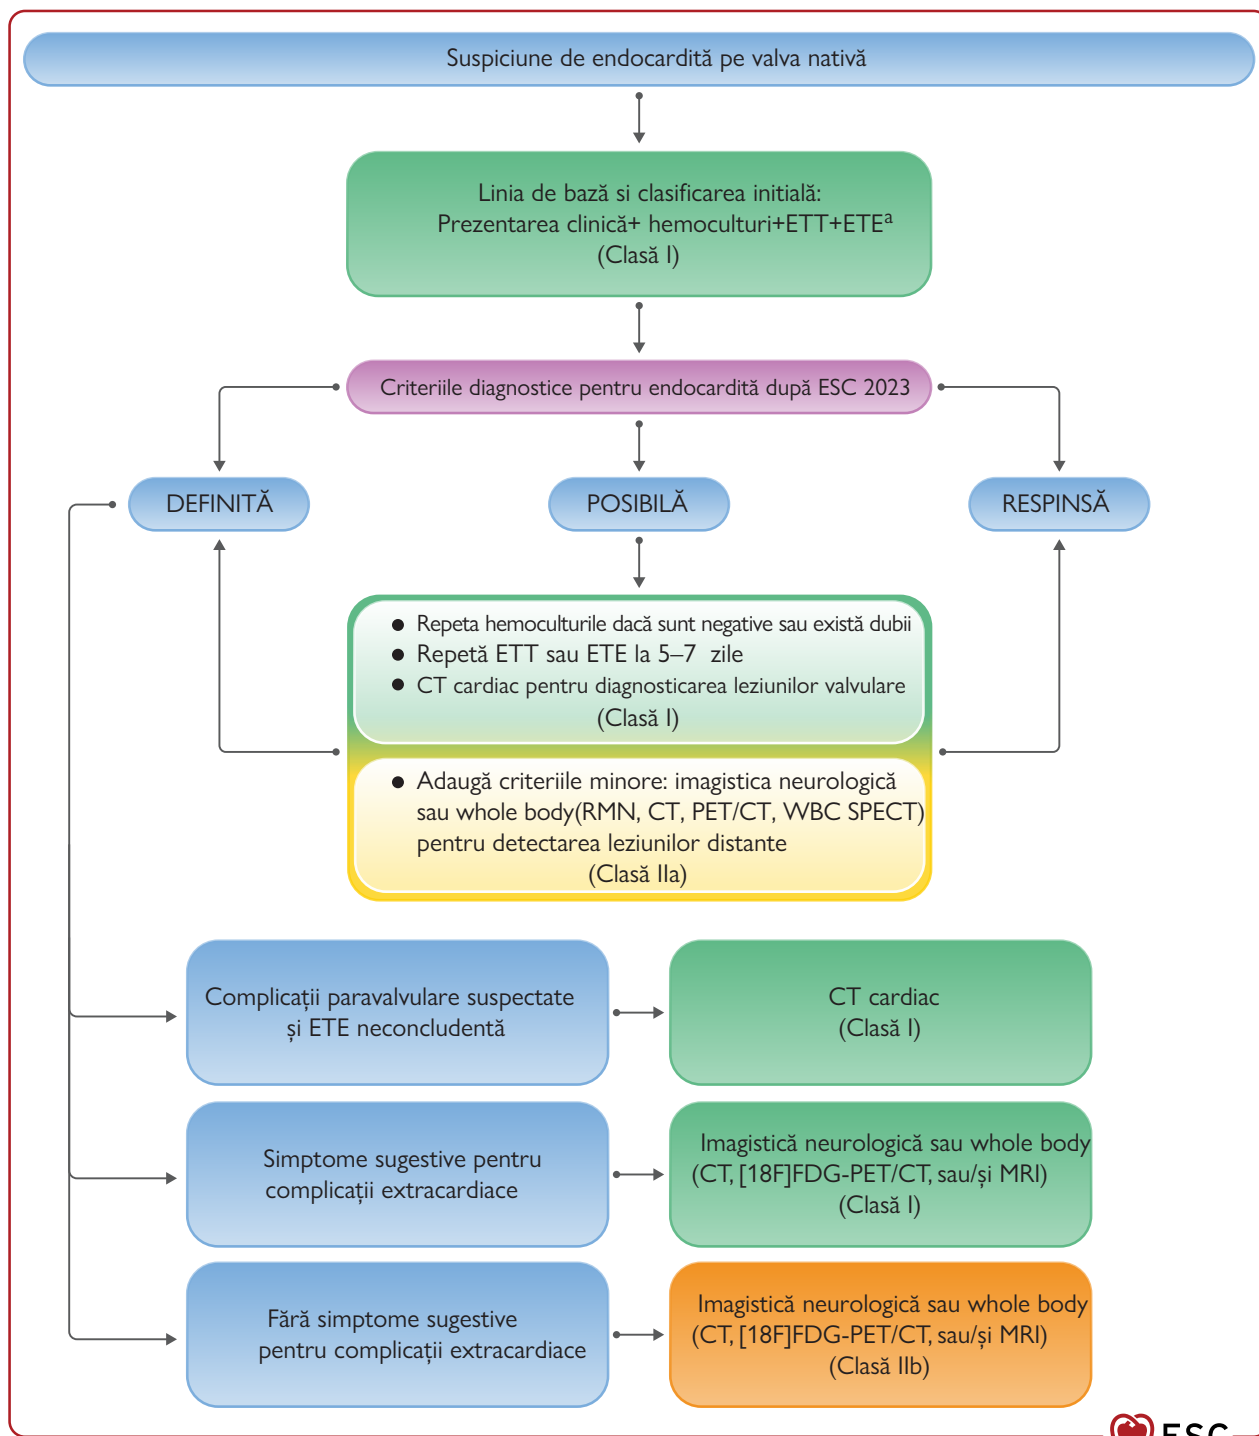 Suspiciune de endocardită pe valva nativă
Linia de bază si clasificarea initială:
Prezentarea clinică+ hemoculturi+ETT+ETEᵃ
(Clasă I)
Criteriile diagnostice pentru endocardită după ESC 2023
DEFINITĂ
POSIBILĂ
RESPINSĂ
● Repeta hemoculturile dacă sunt negative sau există dubii
● Repetă ETT sau ETE la 5–7 zile
● CT cardiac pentru diagnosticarea leziunilor valvulare
(Clasă I)
● Adaugă criteriile minore: imagistica neurologică
sau whole body(RMN, CT, PET/CT, WBC SPECT)
pentru detectarea leziunilor distante
(Clasă IIa)
Complicații paravalvulare suspectate
și ETE neconcludentă
CT cardiac
(Clasă I)
Simptome sugestive pentru
complicații extracardiace
Imagistică neurologică sau whole body
(CT, [18F]FDG-PET/CT, sau/și MRI)
(Clasă I)
Fără simptome sugestive
pentru complicații extracardiace
Imagistică neurologică sau whole body
(CT, [18F]FDG-PET/CT, sau/și MRI)
(Clasă IIb)
ESC